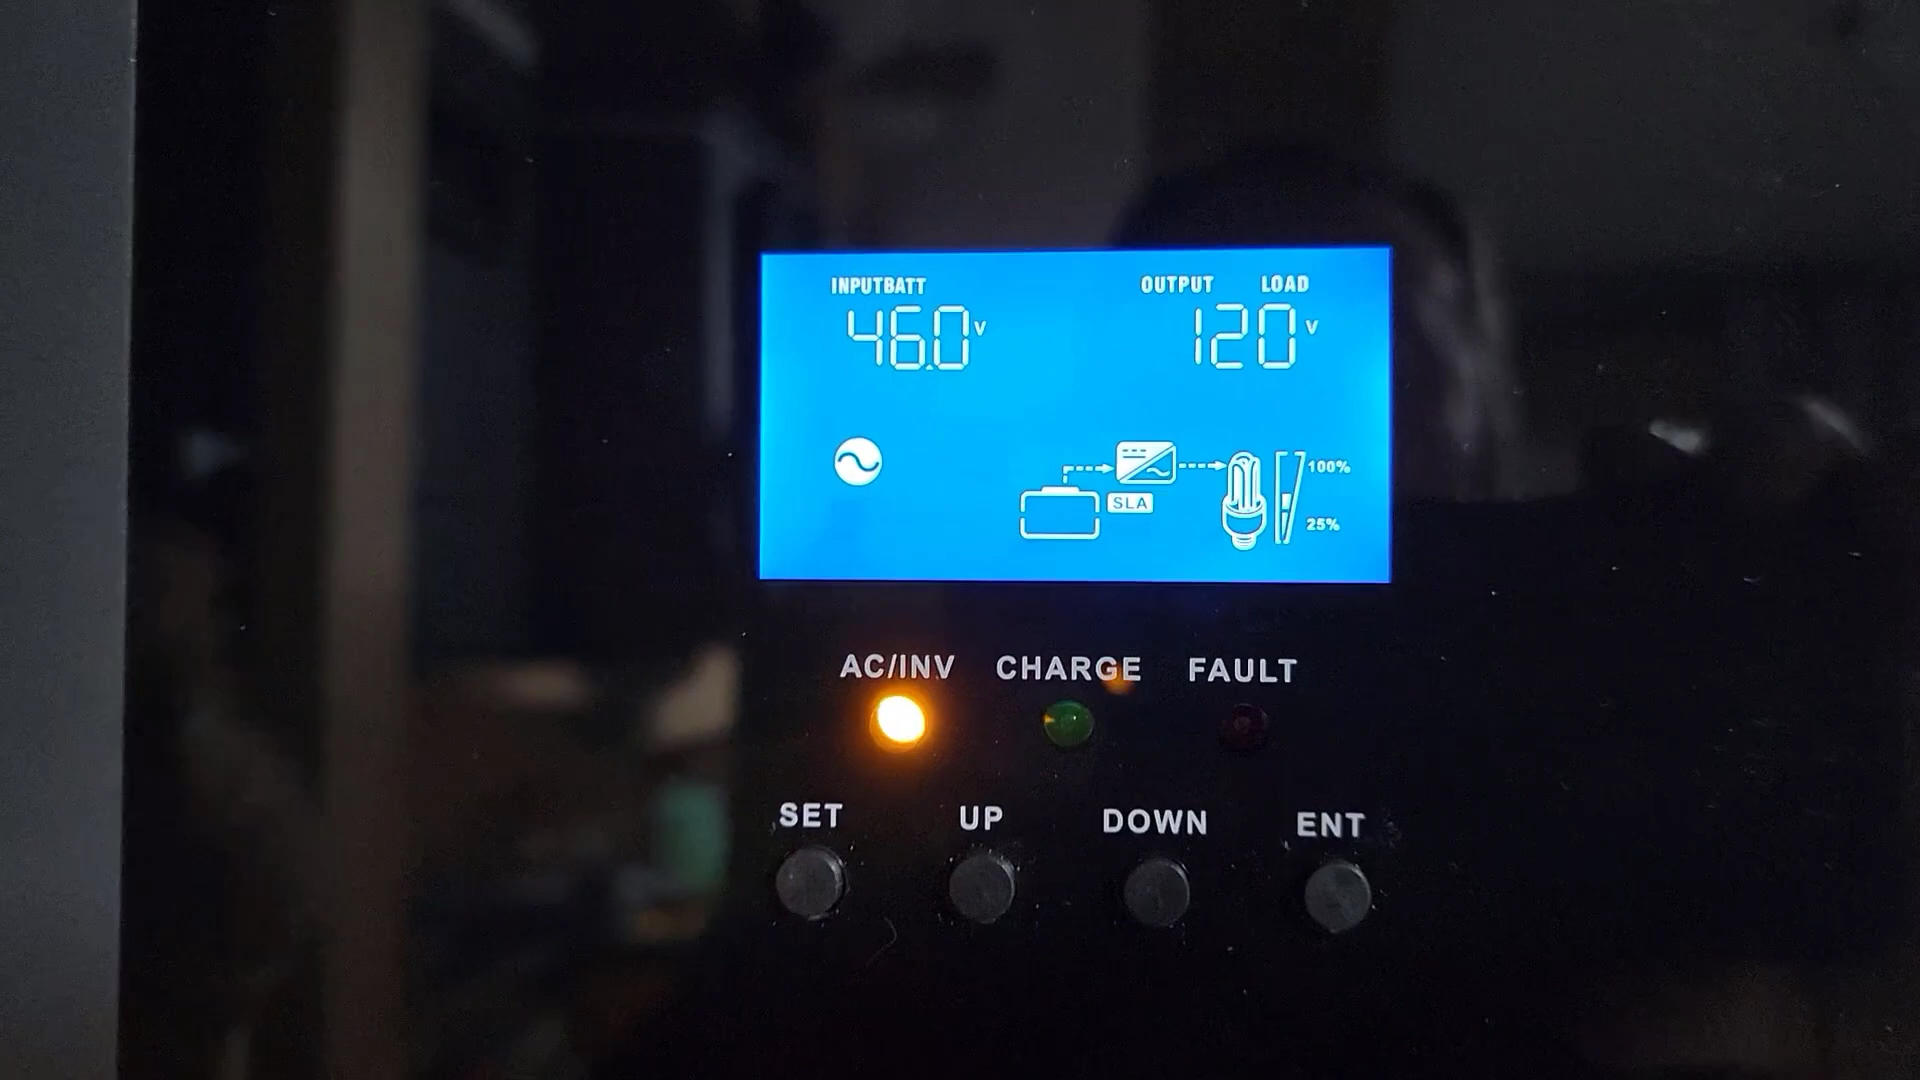 INPUTBATT OUTPUT LOAD
46.0V 120V
100%
SLA
25%
AC/INV CHARGE FAULT
SET UP DOWN ENT